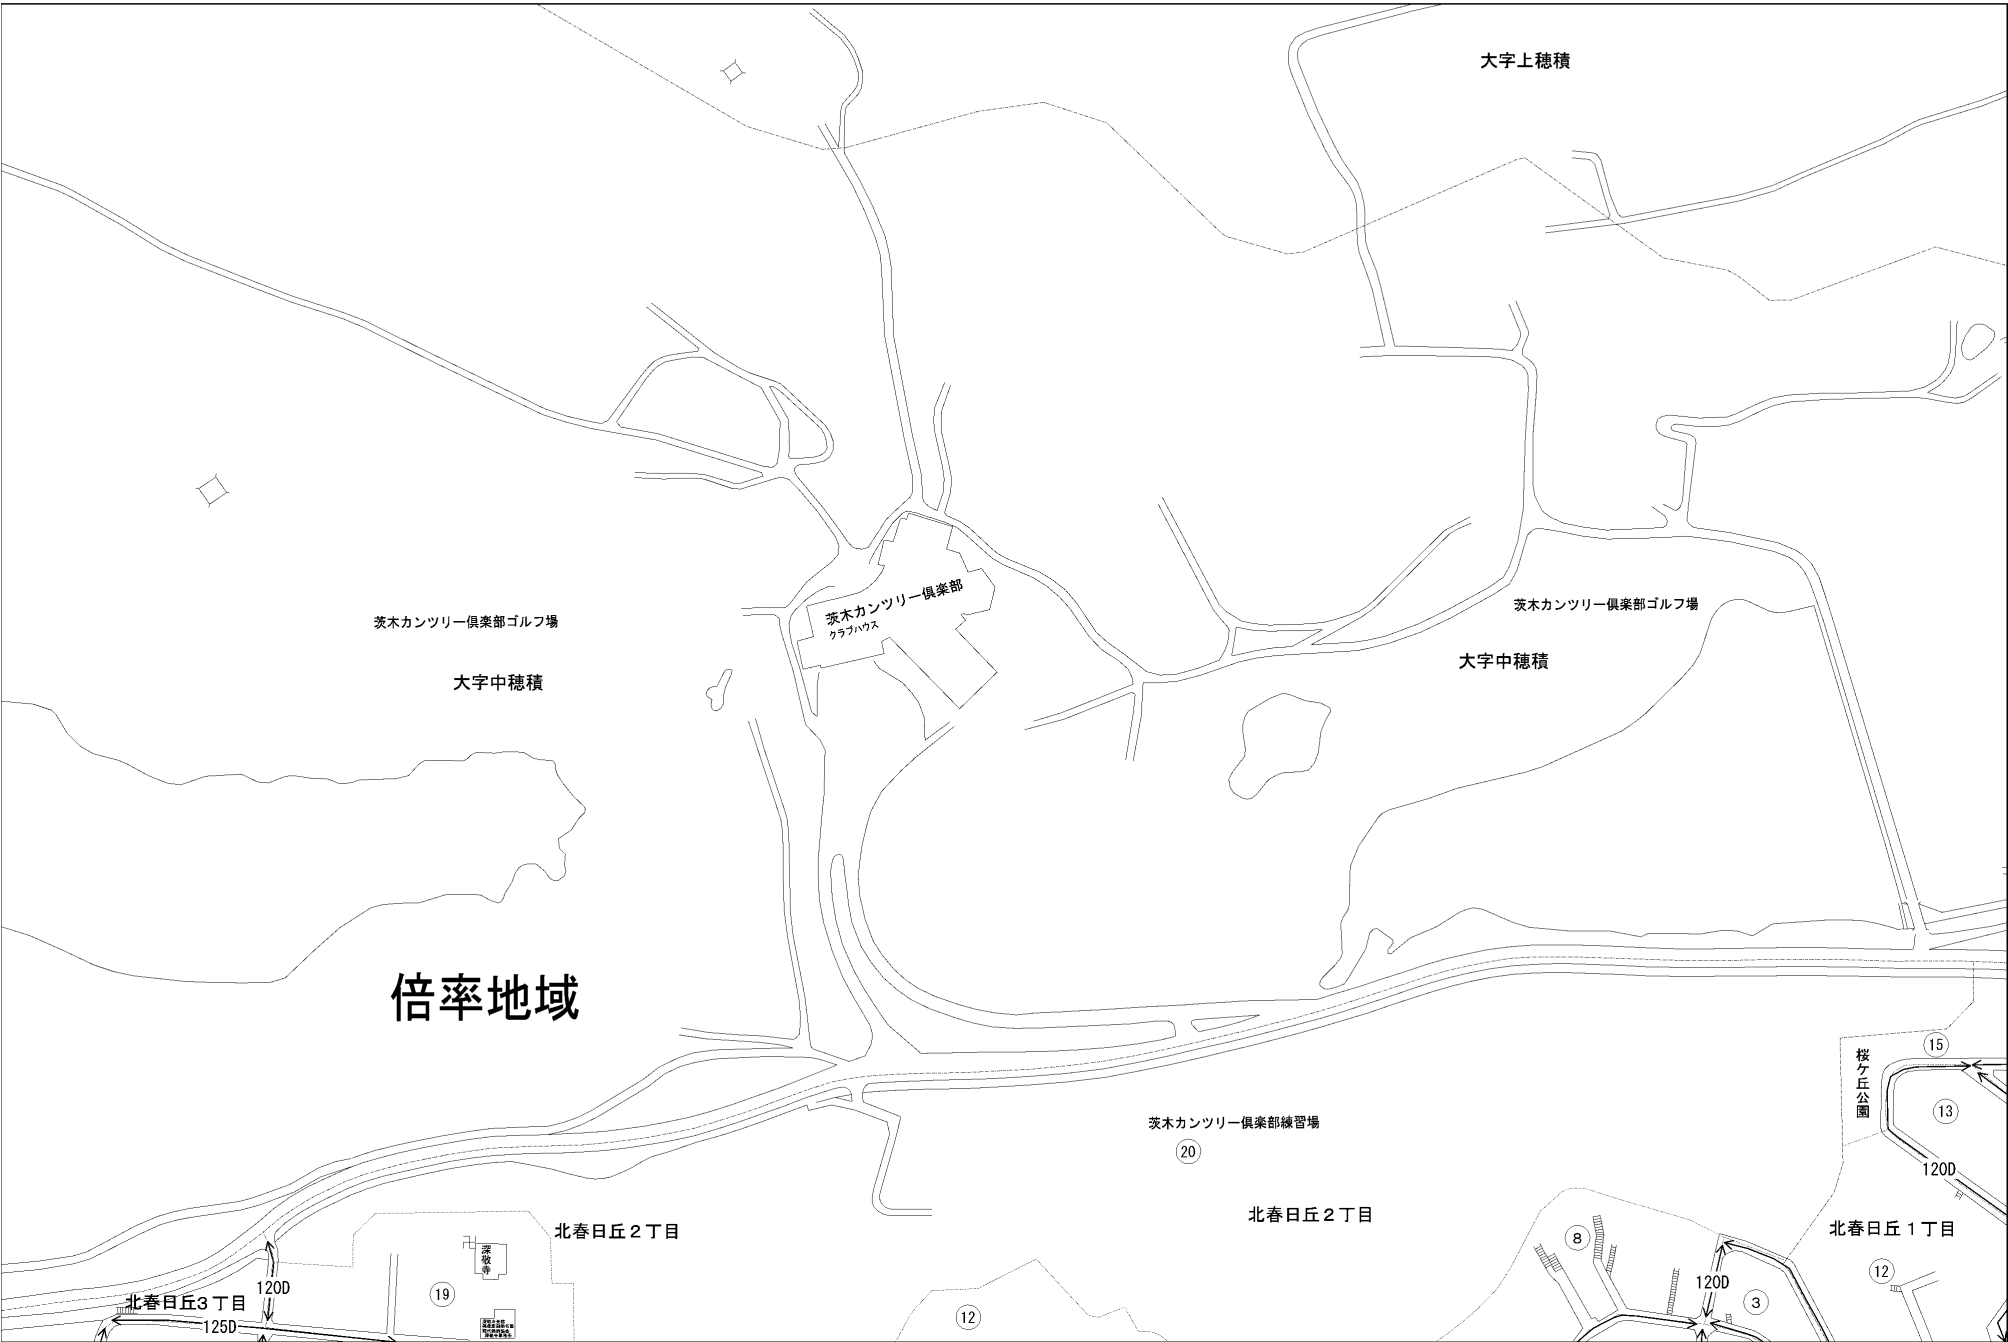 大字上穂積
茨木カンツリー倶楽部
クラブハウス
茨木カンツリー倶楽部ゴルフ場
大字中穂積
茨木カンツリー倶楽部ゴルフ場
大字中穂積
倍率地域
15
桜ケ丘公園
13
120D
茨木カンツリー倶楽部練習場
20
北春日丘２丁目
北春日丘２丁目
北春日丘１丁目
8
深敬寺
12
120D
120D
19
北春日丘３丁目
125D
12
3